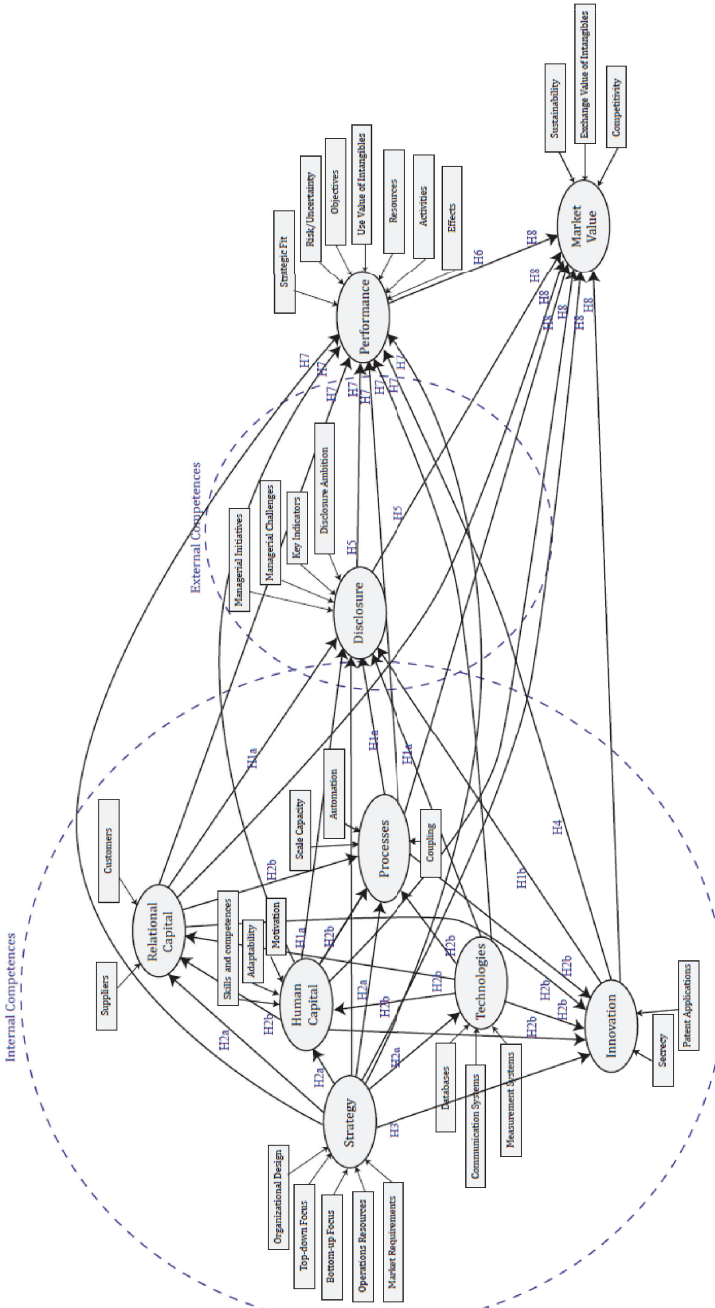 Internal Competences
External Competences
Suppliers
Customers
Relational
Capital
Skills and competences
Adaptability
Motivation
Human
Capital
Organizational Design
Top-down Focus
Bottom-up Focus
Operations Resources
Market Requirements
Strategy
Scale Capacity
Automation
Coupling
Processes
Databases
Communication Systems
Measurement Systems
Technologies
Secrecy
Patent Applications
Innovation
Managerial Initiatives
Managerial Challenges
Key Indicators
Disclosure Ambition
Disclosure
Strategic Fit
Risk/Uncertainty
Objectives
Use Value of Intangibles
Resources
Activities
Effects
Performance
Sustainability
Exchange Value of Intangibles
Competitivity
Market
Value
H2a
H2a
H2a
H2a
H3
H2b
H2b
H2b
H2b
H2b
H2b
H2b
H2b
H2b
H1a
H1a
H1a
H1a
H1b
H4
H5
H5
H6
H7
H7
H7
H7
H7
H7
H7
H7
H8
H8
H8
H8
H8
H8
H8